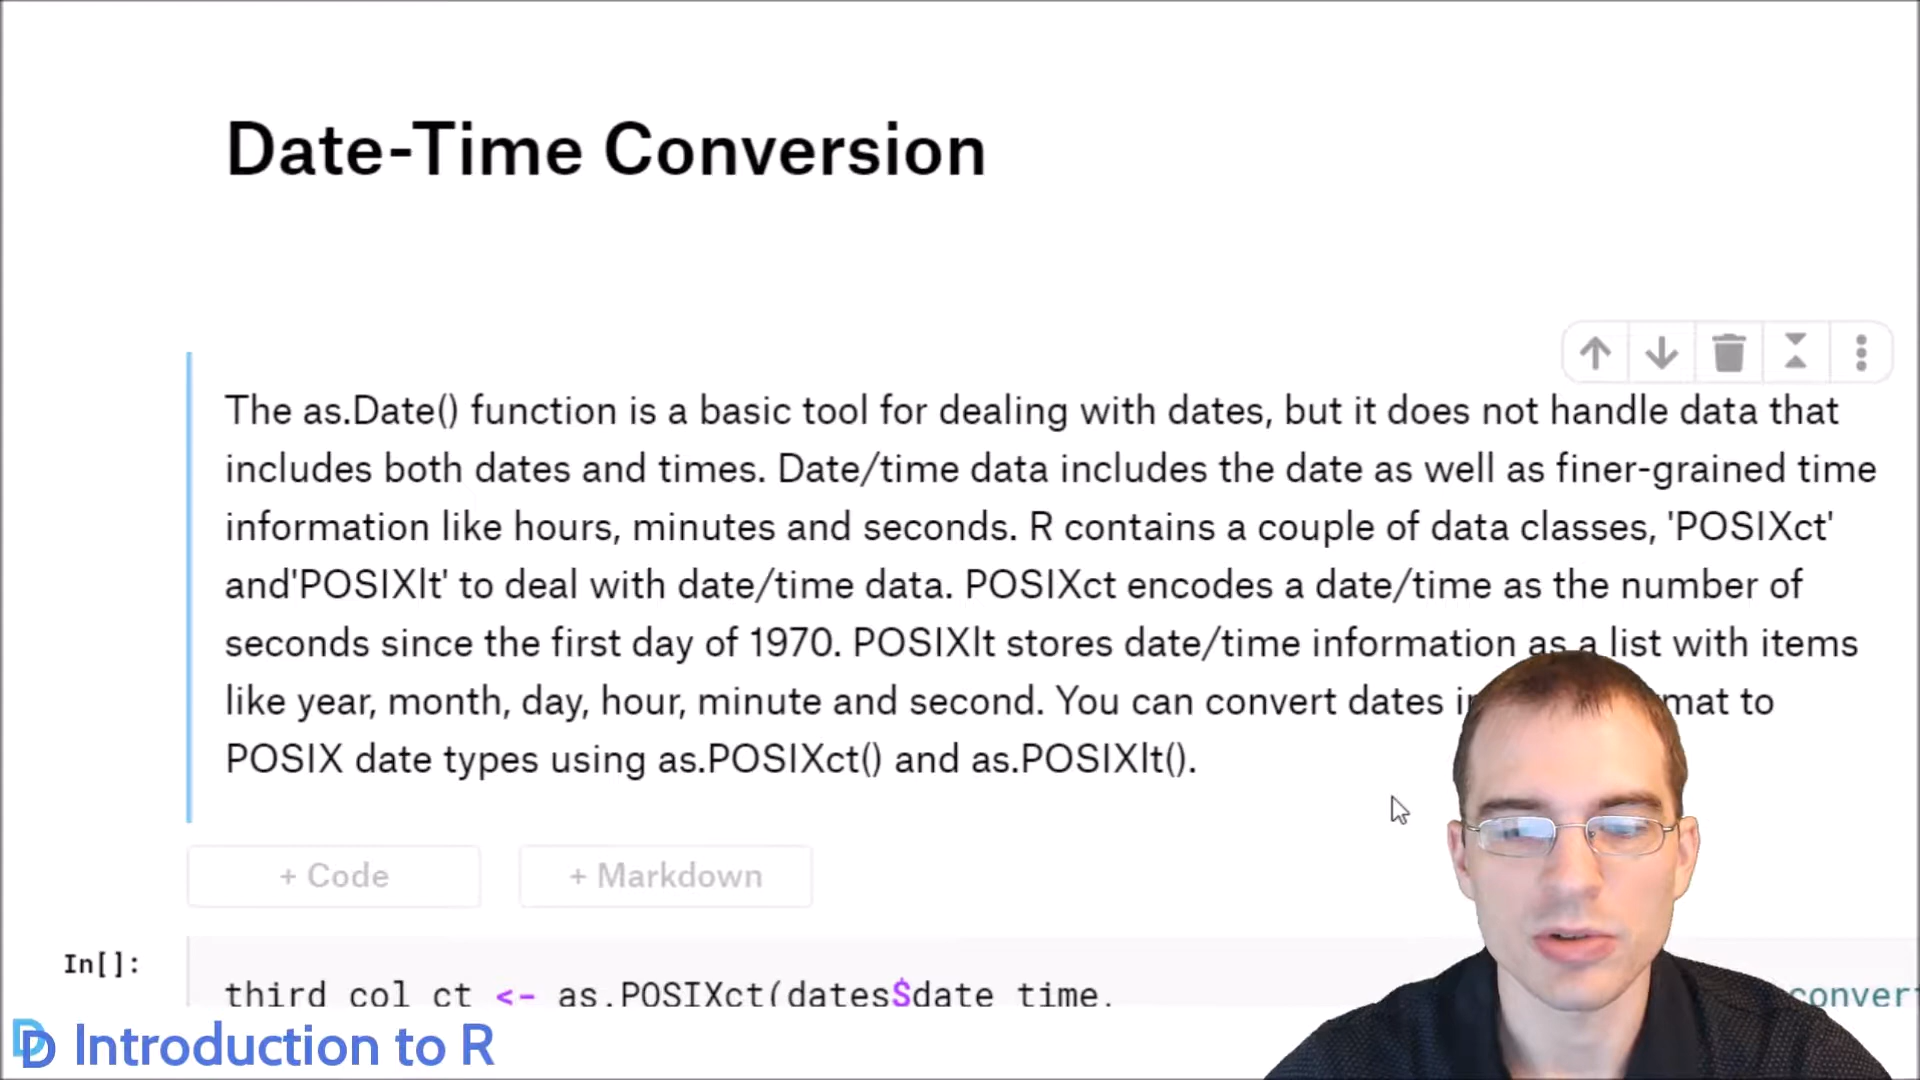 Date-Time Conversion
The as.Date() function is a basic tool for dealing with dates, but it does not handle data that
includes both dates and times. Date/time data includes the date as well as finer-grained time
information like hours, minutes and seconds. R contains a couple of data classes, 'POSIXct'
and'POSIXlt' to deal with date/time data. POSIXct encodes a date/time as the number of
seconds since the first day of 1970. POSIXlt stores date/time information as a list with items
like year, month, day, hour, minute and second. You can convert dates to
POSIX date types using as.POSIXct() and as.POSIXlt().
+ Code + Markdown
In[]:
third_col_ct <- as.POSIXct(dates$date_time,
D Introduction to R